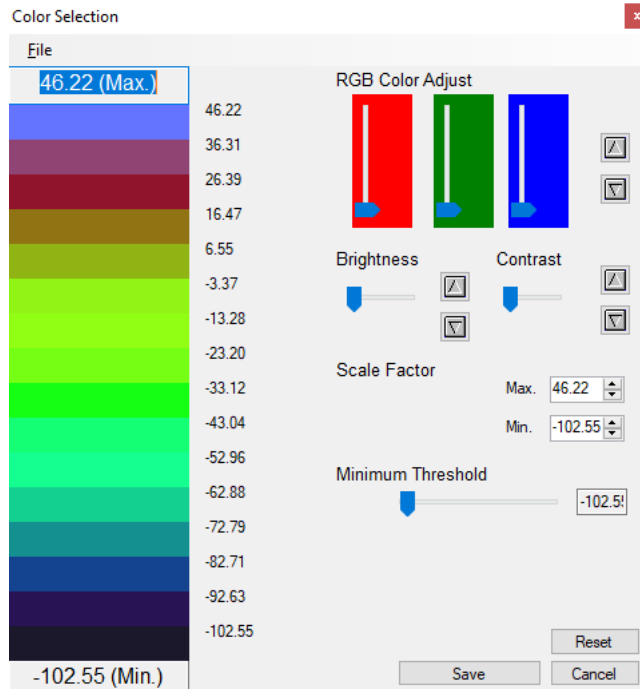 Color Selection
x
File
46.22 (Max.)
46.22
36.31
26.39
16.47
6.55
-3.37
-13.28
-23.20
-33.12
-43.04
-52.96
-62.88
-72.79
-82.71
-92.63
-102.55
-102.55 (Min.)
RGB Color Adjust
Brightness
Contrast
Scale Factor
Max. 46.22
Min. -102.55
Minimum Threshold
-102.5
Reset
Save
Cancel